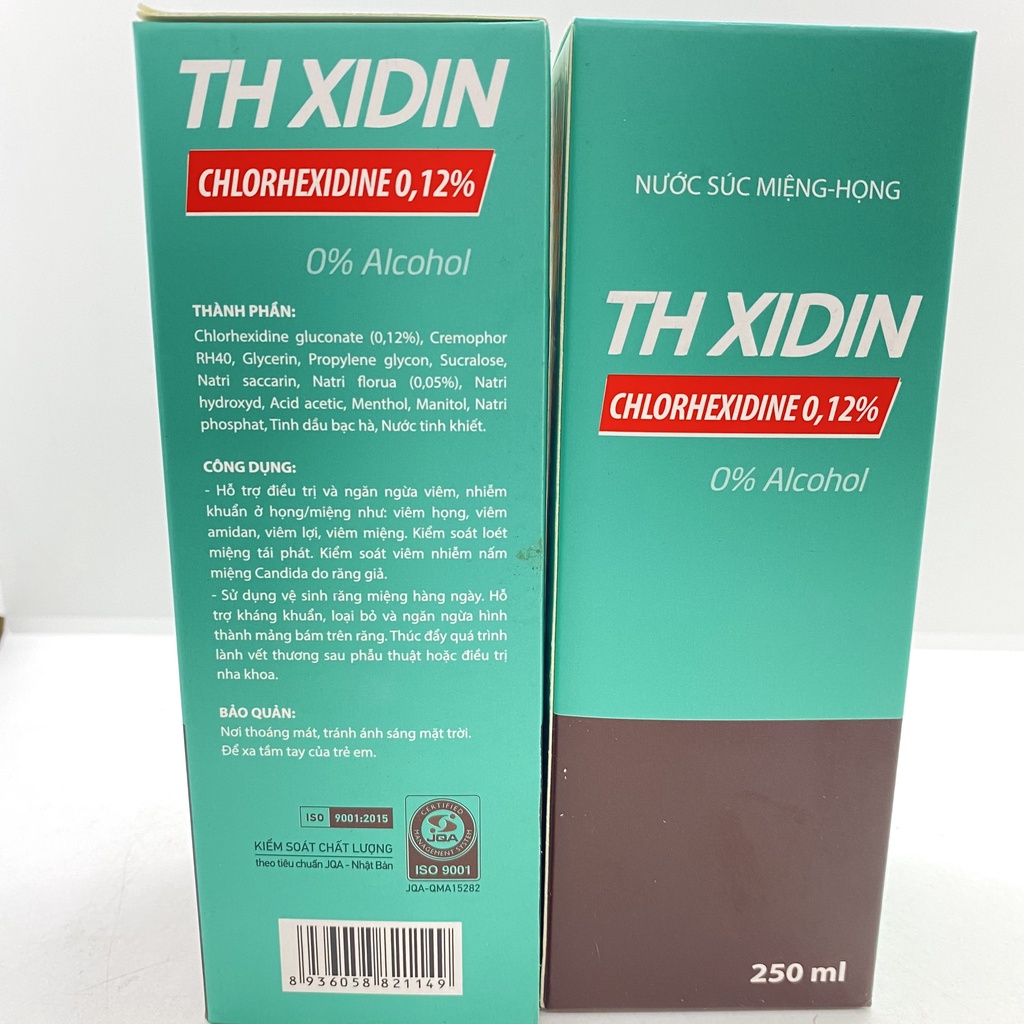 TH XIDIN
CHLORHEXIDINE 0,12%
0% Alcohol
THÀNH PHẦN:
Chlorhexidine gluconate (0,12%), Cremophor
RH40, Glycerin, Propylene glycon, Sucralose,
Natri saccarin, Natri florua (0,05%), Natri
hydroxyd, Acid acetic, Menthol, Manitol, Natri
phosphat, Tinh dầu bạc hà, Nước tinh khiết.
CÔNG DỤNG:
- Hỗ trợ điều trị và ngăn ngừa viêm, nhiễm
khuẩn ở họng/miệng như: viêm họng, viêm
amidan, viêm lợi, viêm miệng. Kiểm soát loét
miệng tái phát. Kiểm soát viêm nhiễm nấm
miệng Candida do răng giả.
- Sử dụng vệ sinh răng miệng hàng ngày. Hỗ
trợ kháng khuẩn, loại bỏ và ngăn ngừa hình
thành mảng bám trên răng. Thúc đẩy quá trình
lành vết thương sau phẫu thuật hoặc điều trị
nha khoa.
BẢO QUẢN:
Nơi thoáng mát, tránh ánh sáng mặt trời.
Để xa tầm tay của trẻ em.
ISO 9001:2015
KIỂM SOÁT CHẤT LƯỢNG
theo tiêu chuẩn JQA - Nhật Bản
CERTIFIED
JQA
MANAGEMENT SYSTEM
ISO 9001
JQA-QMA15282
8 936058 821149
NƯỚC SÚC MIỆNG-HỌNG
TH XIDIN
CHLORHEXIDINE 0,12%
0% Alcohol
250 ml